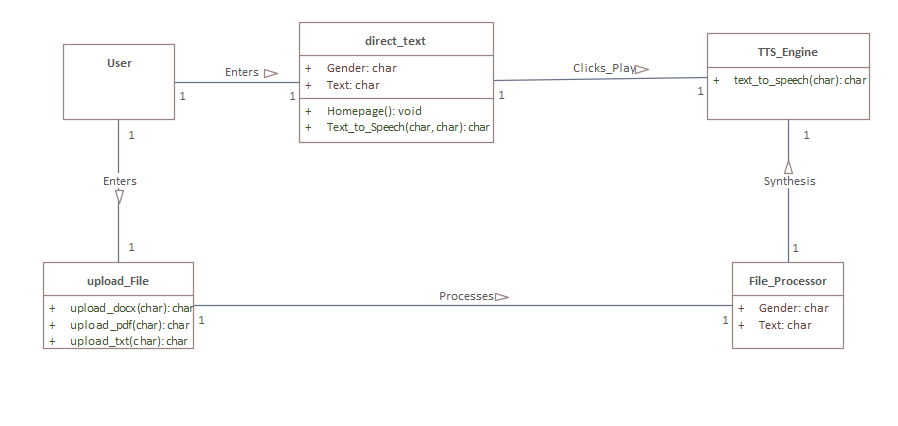 User
Enters
1
1
direct_text
+ Gender: char
+ Text: char
+ Homepage(): void
+ Text_to_Speech(char, char): char
Clicks_Play
1
1
TTS_Engine
+ text_to_speech(char): char
1
Enters
1
upload_File
+ upload_docx(char): char
+ upload_pdf(char): char
+ upload_txt(char): char
Processes
1
1
Synthesis
1
1
File_Processor
+ Gender: char
+ Text: char